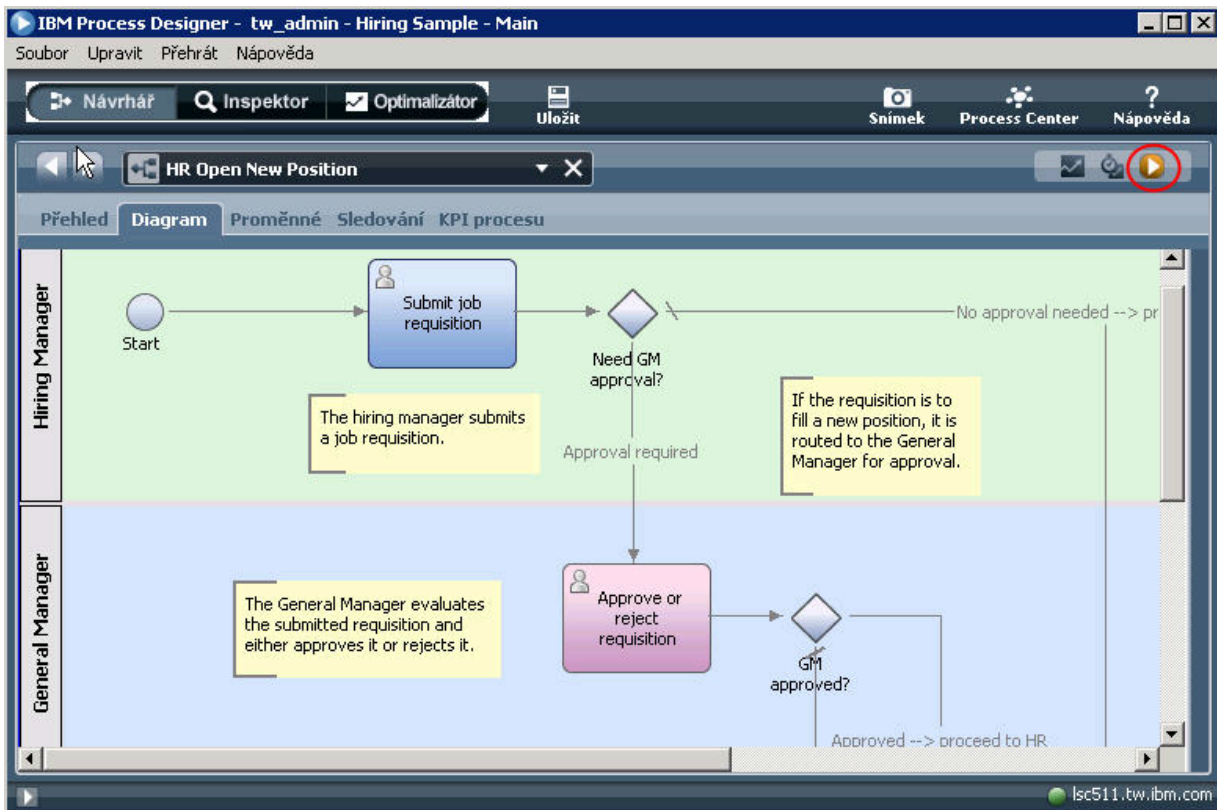 IBM Process Designer - tw_admin - Hiring Sample - Main
Soubor Upravit Přehrát Nápověda
Návrhář Inspektor Optimalizátor Uložit Snímek Process Center Nápověda
HR Open New Position
Přehled Diagram Proměnné Sledování KPI procesu
Hiring Manager
Start
Submit job
requisition
Need GM
approval?
No approval needed --> pr
The hiring manager submits
a job requisition.
If the requisition is to
fill a new position, it is
routed to the General
Manager for approval.
Approval required
General Manager
The General Manager evaluates
the submitted requisition and
either approves it or rejects it.
Approve or
reject
requisition
GM
approved?
Approved --> proceed to HR
lsc511.tw.ibm.com